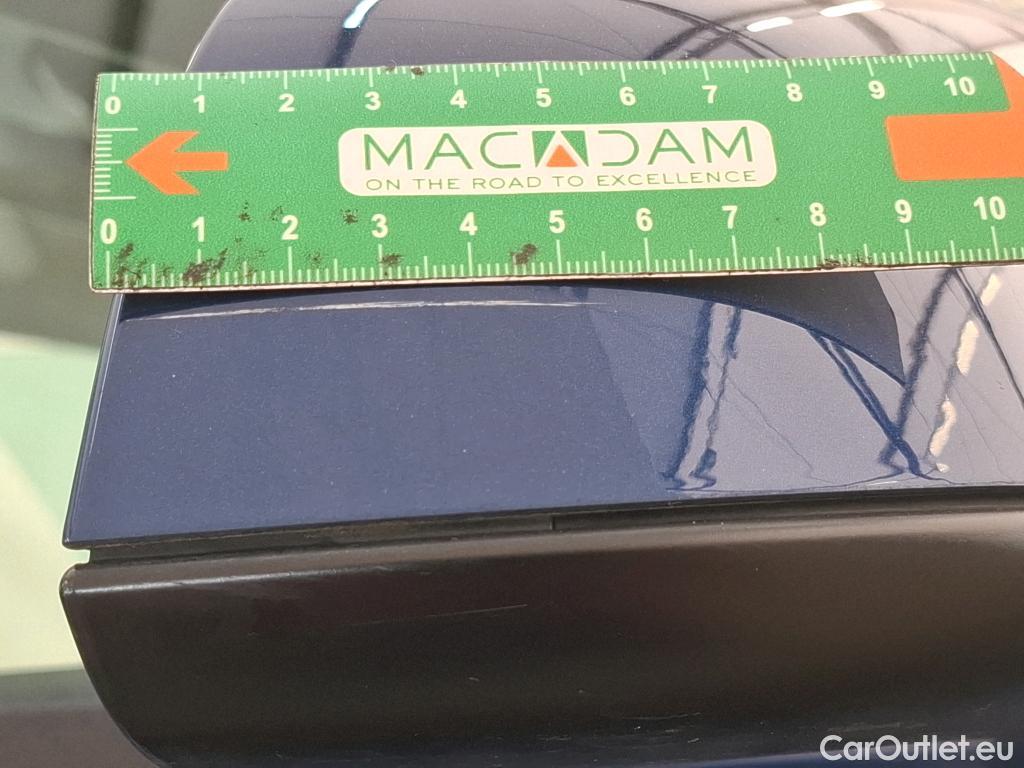 0 1 2 3 4 5 6 7 8 9 10
MACADAM
ON THE ROAD TO EXCELLENCE
0 1 2 3 4 5 6 7 8 9 10
CarOutlet.eu